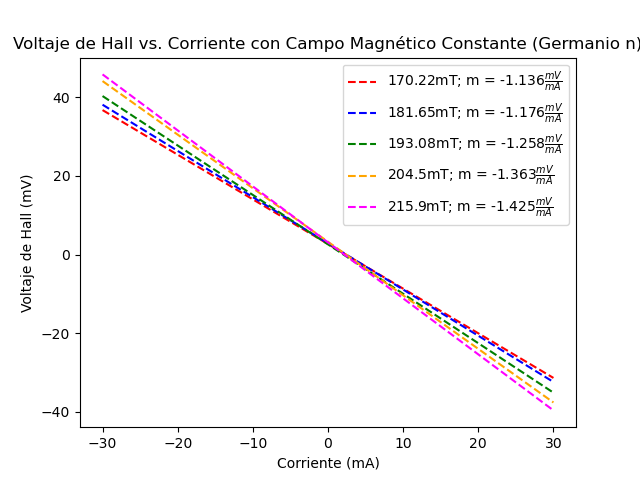 Voltaje de Hall vs. Corriente con Campo Magnético Constante (Germanio n)
170.22mT; m = -1.136 mV/mA
181.65mT; m = -1.176 mV/mA
193.08mT; m = -1.258 mV/mA
204.5mT; m = -1.363 mV/mA
215.9mT; m = -1.425 mV/mA
Voltaje de Hall (mV)
40
20
0
−20
−40
−30 −20 −10 0 10 20 30
Corriente (mA)